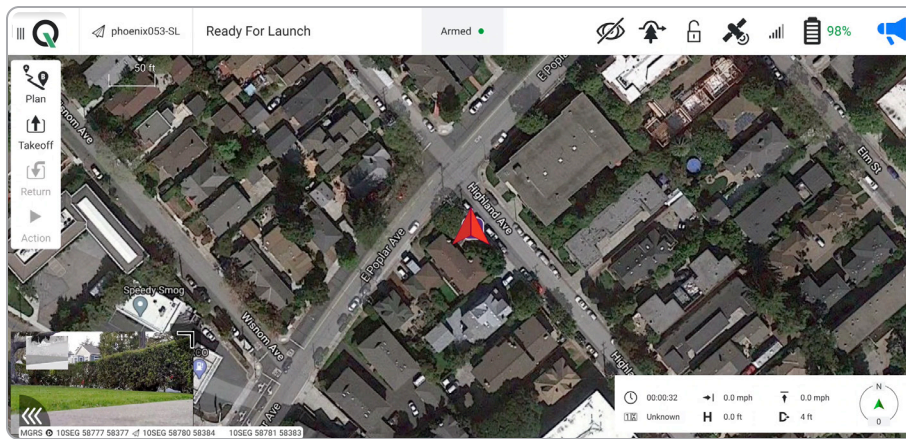 phoenix053-SL
Ready For Launch
Armed
98%
Plan
Takeoff
Return
Action
50 ft
Wisnom Ave
E Poplar Ave
Highland Ave
Elm St
E Poplar Ave
Speedy Smog
Wisnom Ave
Ave
Highl
00:00:32
0.0 mph
0.0 mph
Unknown
H 0.0 ft
D 4 ft
N
0
MGRS 10SEG 58777 58377 10SEG 58780 58384 10SEG 58781 58383